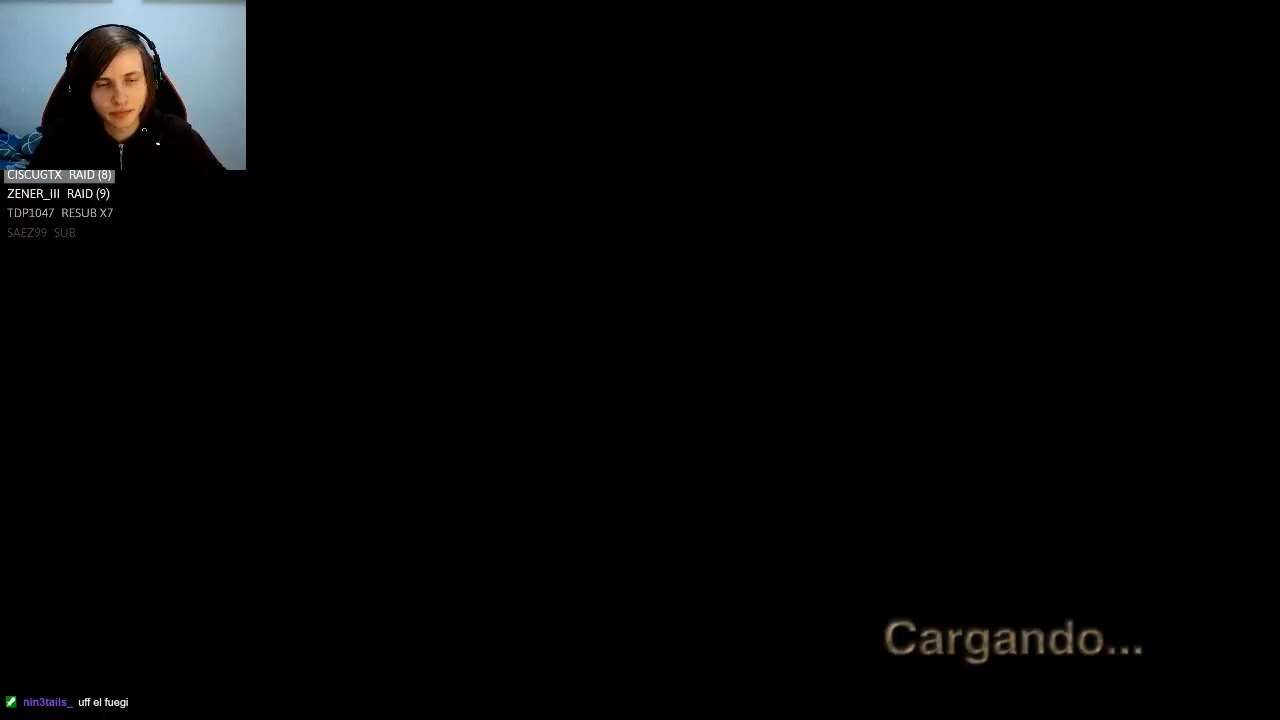 CISCUGTX RAID (8)
ZENER_III RAID (9)
TDP1047 RESUB X7
SAEZ99 SUB
Cargando...
nin3tails_ uff el fuegi